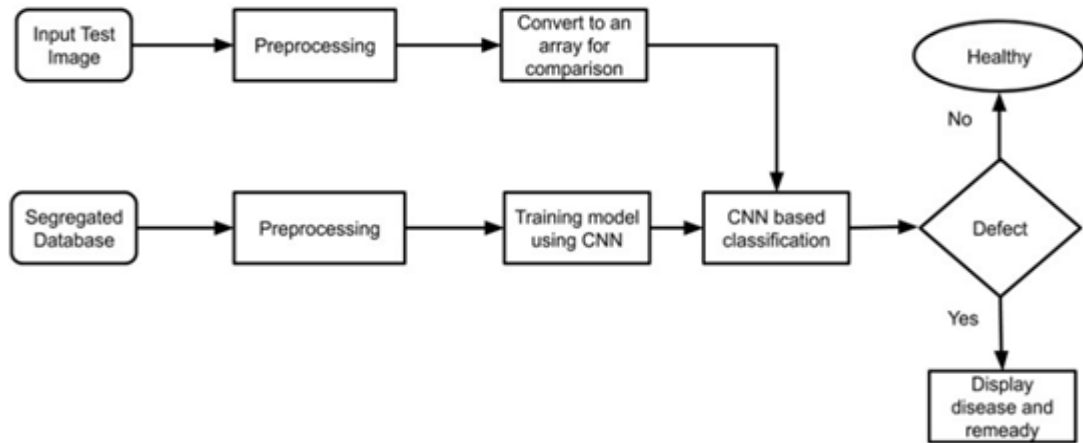 Input Test
Image
Preprocessing
Convert to an
array for
comparison
Healthy
No
Segregated
Database
Preprocessing
Training model
using CNN
CNN based
classification
Defect
Yes
Display
disease and
remeady